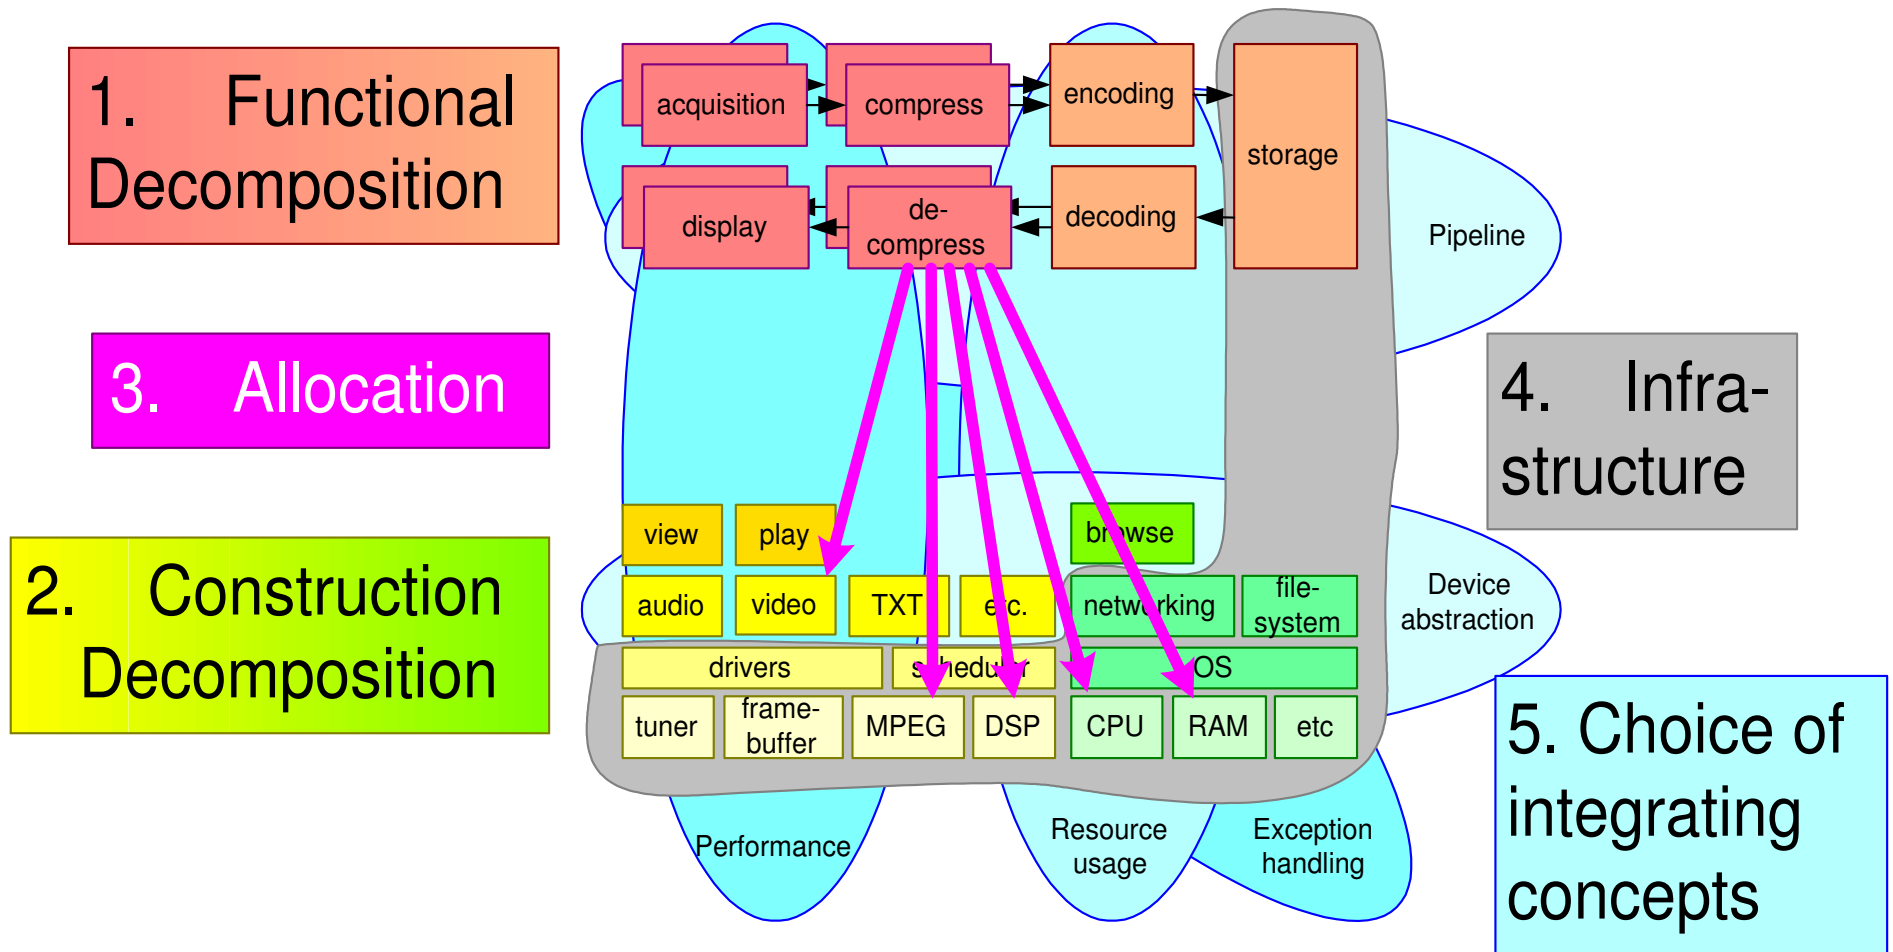 1. Functional
Decomposition
acquisition
compress
encoding
storage
display
de-
compress
decoding
Pipeline
3. Allocation
4. Infra-
structure
2. Construction
Decomposition
view
play
browse
audio
video
TXT
etc.
networking
file-
system
Device
abstraction
drivers
scheduler
OS
tuner
frame-
buffer
MPEG
DSP
CPU
RAM
etc
5. Choice of
integrating
concepts
Performance
Resource
usage
Exception
handling